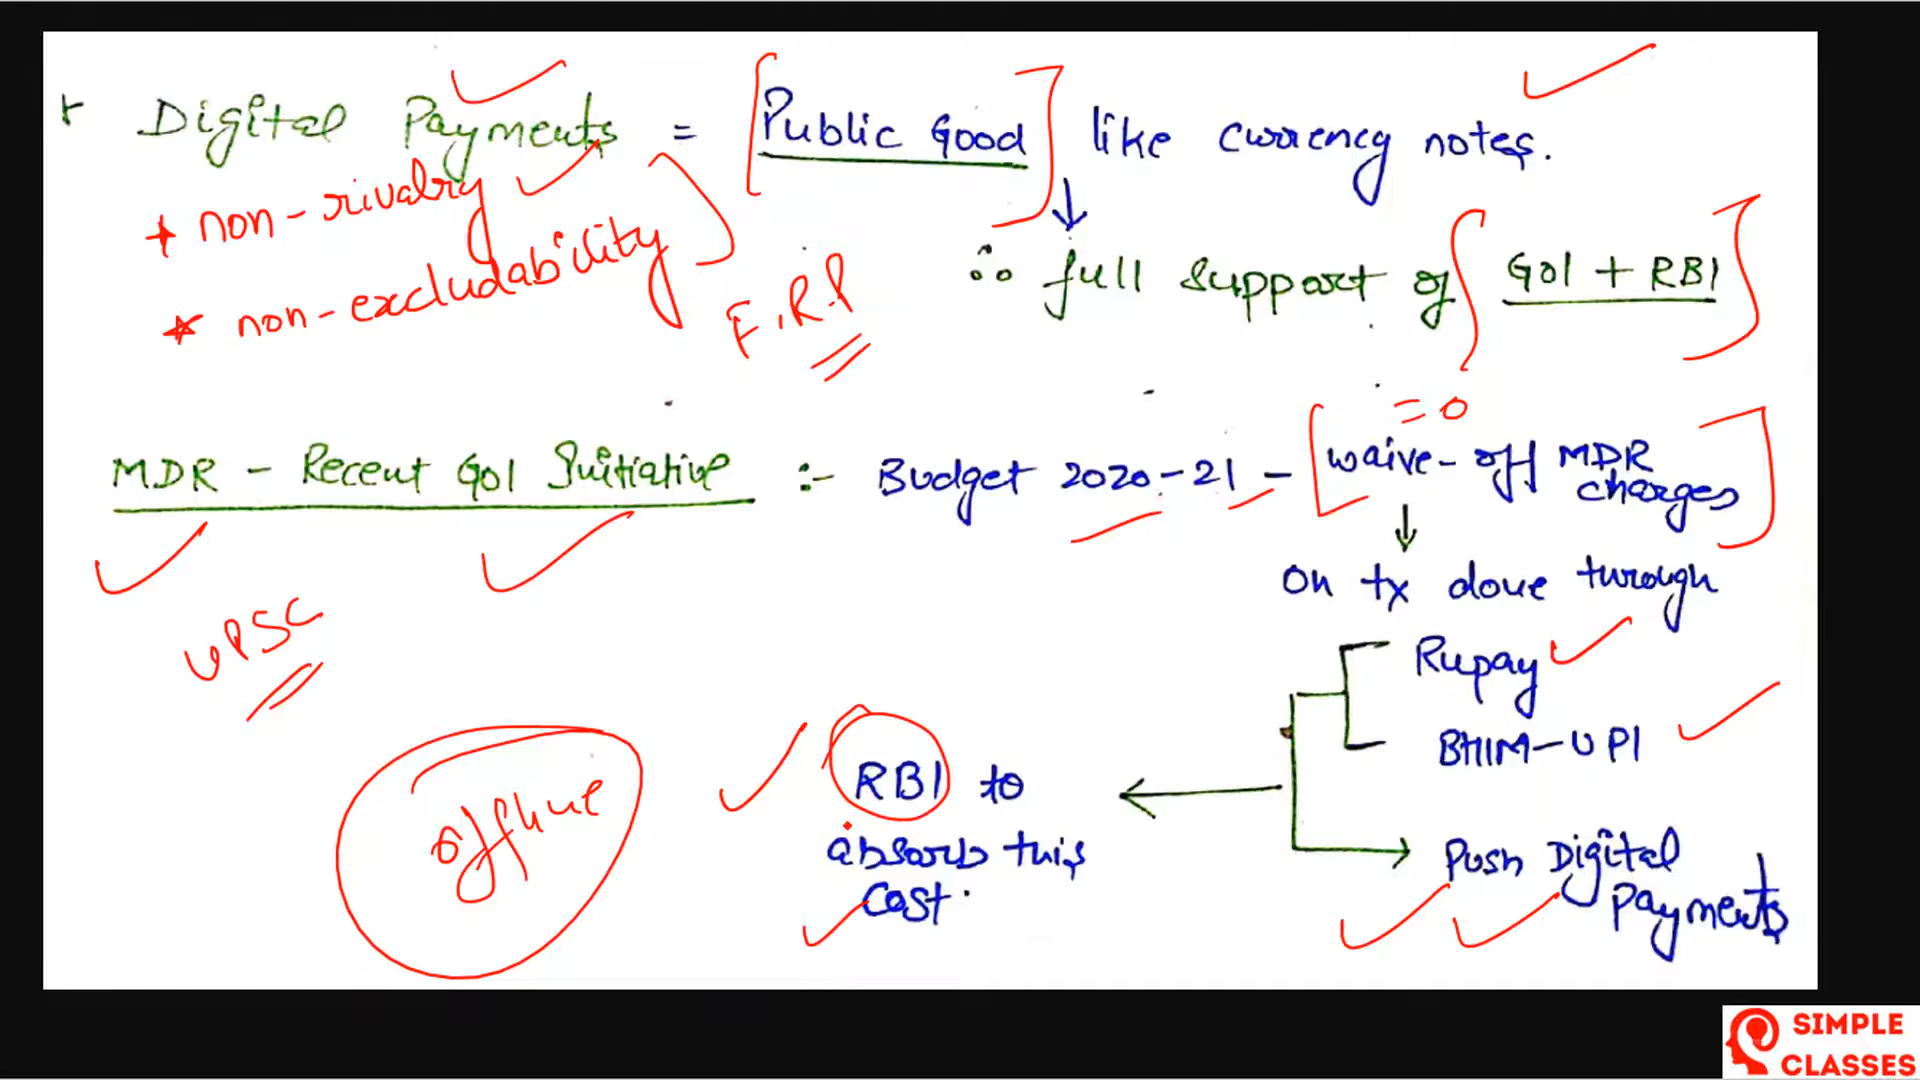 Digital Payments = [Public Good] like currency notes.
+ non-rivalry
* non-excludability
∴ full support of [GOI + RBI]
= 0
MDR - Recent GOI Initiative :- Budget 2020-21 - [waive-off MDR charges]
on tx done through
Rupay
BHIM-UPI
UPSC
RBI to absorb this cost.
offline
Push Digital Payments
SIMPLE
CLASSES